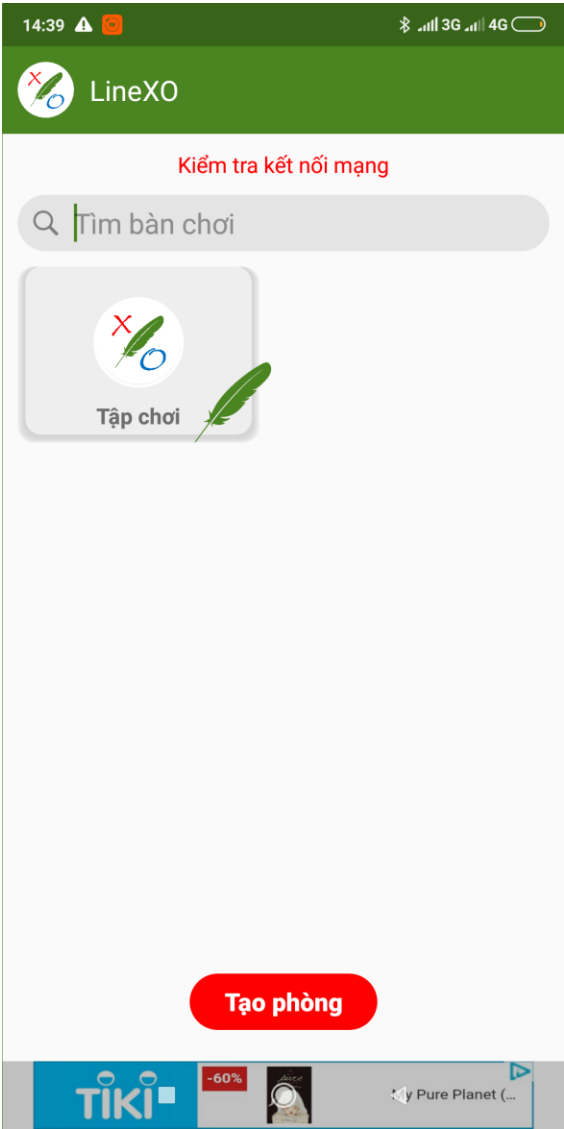 14:39 3G 4G
LineXO
Kiểm tra kết nối mạng
Tìm bàn chơi
X
O
Tập chơi
Tạo phòng
TIKI
-60%
My Pure Planet (...